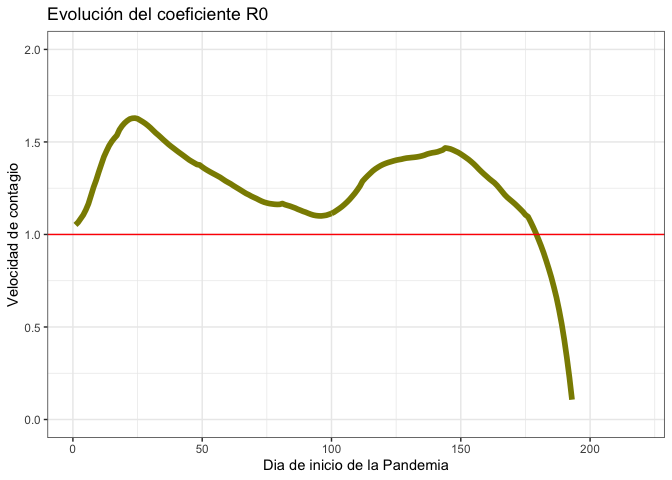 Evolución del coeficiente R0
Velocidad de contagio
2.0
1.5
1.0
0.5
0.0
0 50 100 150 200
Dia de inicio de la Pandemia